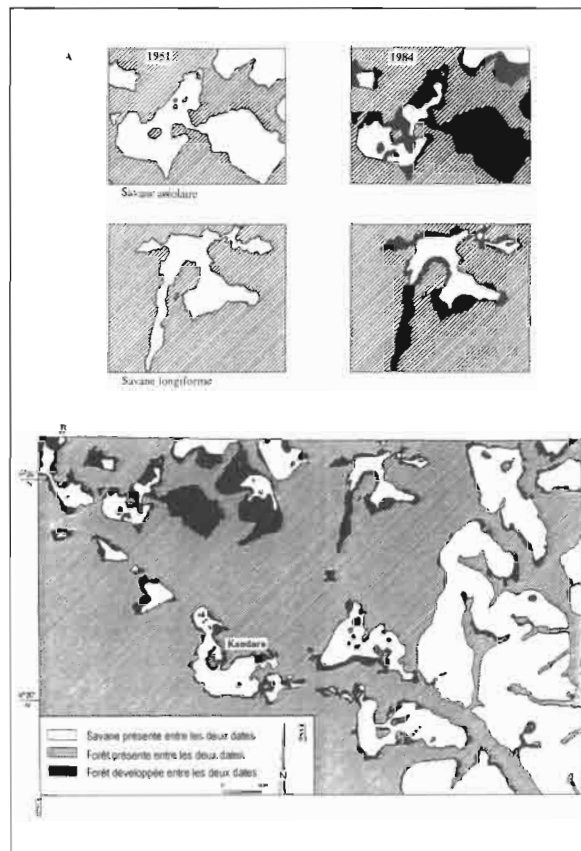 A
1951
1984
Savane
Savane longiforme
B
Kandara
Savane présente entre les deux dates
Forêt présente entre les deux dates
Forêt développée entre les deux dates
N